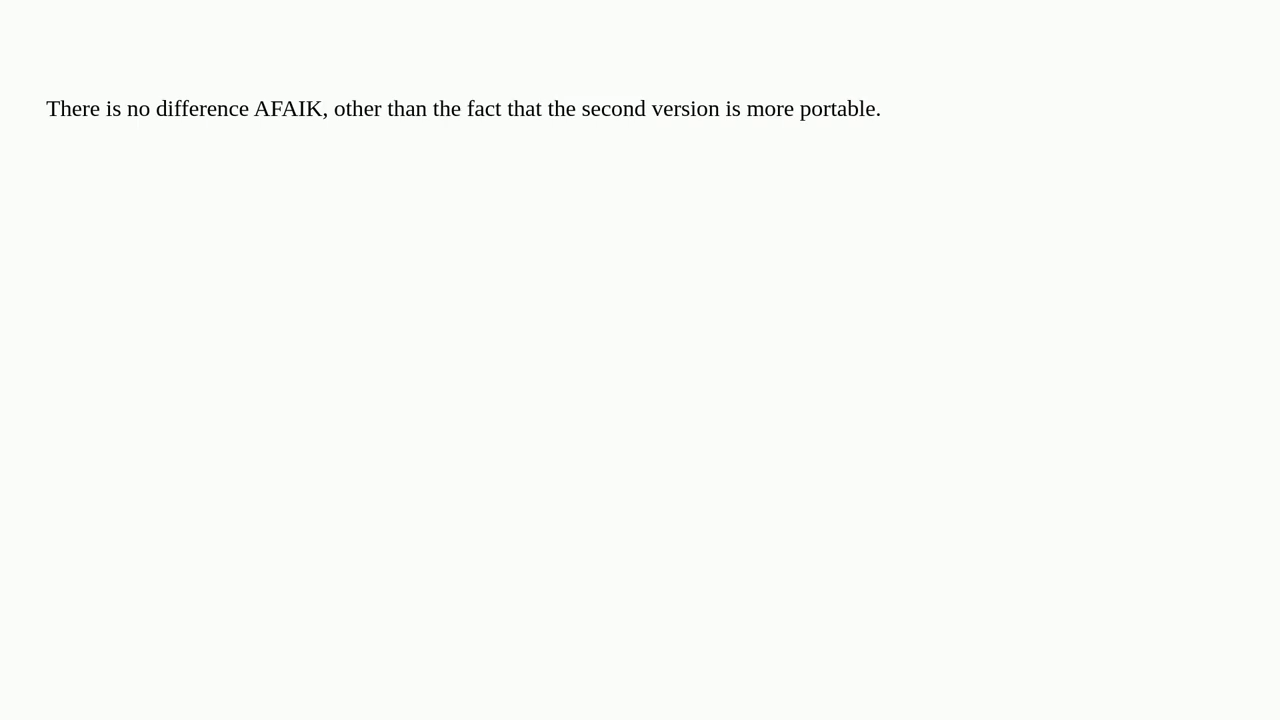 There is no difference AFAIK, other than the fact that the second version is more portable.